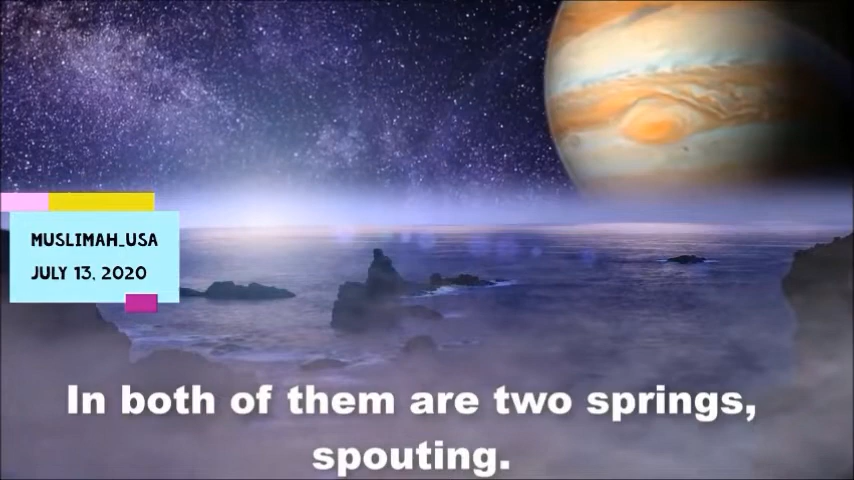 MUSLIMAH_USA
JULY 13, 2020
In both of them are two springs,
spouting.